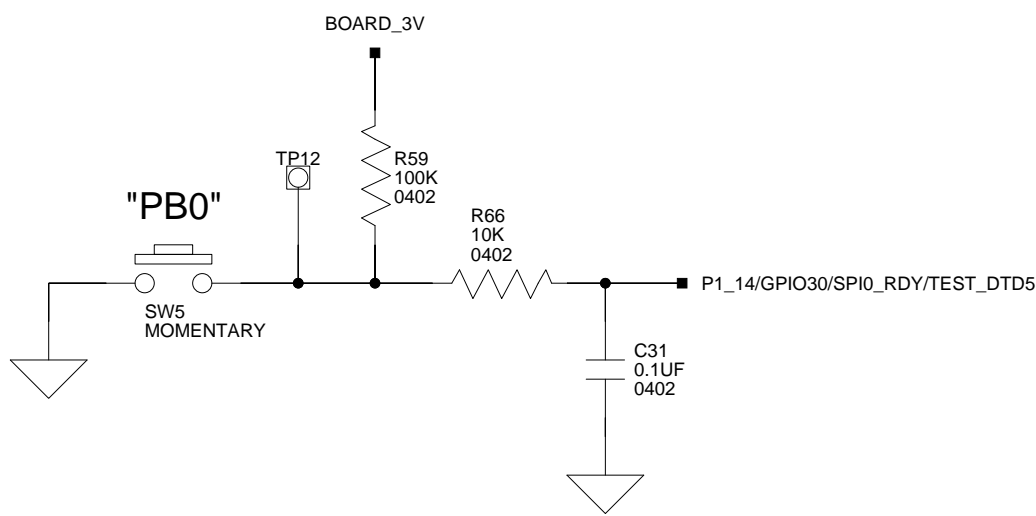 BOARD_3V
TP12
R59
100K
0402
"PB0"
R66
10K
0402
P1_14/GPIO30/SPI0_RDY/TEST_DTD5
SW5
MOMENTARY
C31
0.1UF
0402